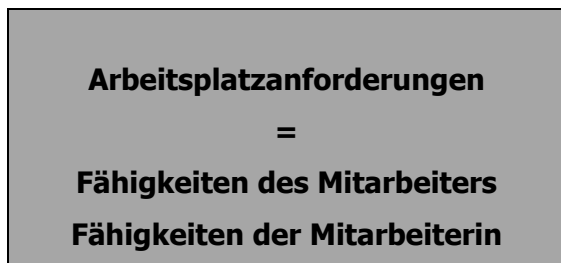 Arbeitsplatzanforderungen
=
Fähigkeiten des Mitarbeiters
Fähigkeiten der Mitarbeiterin